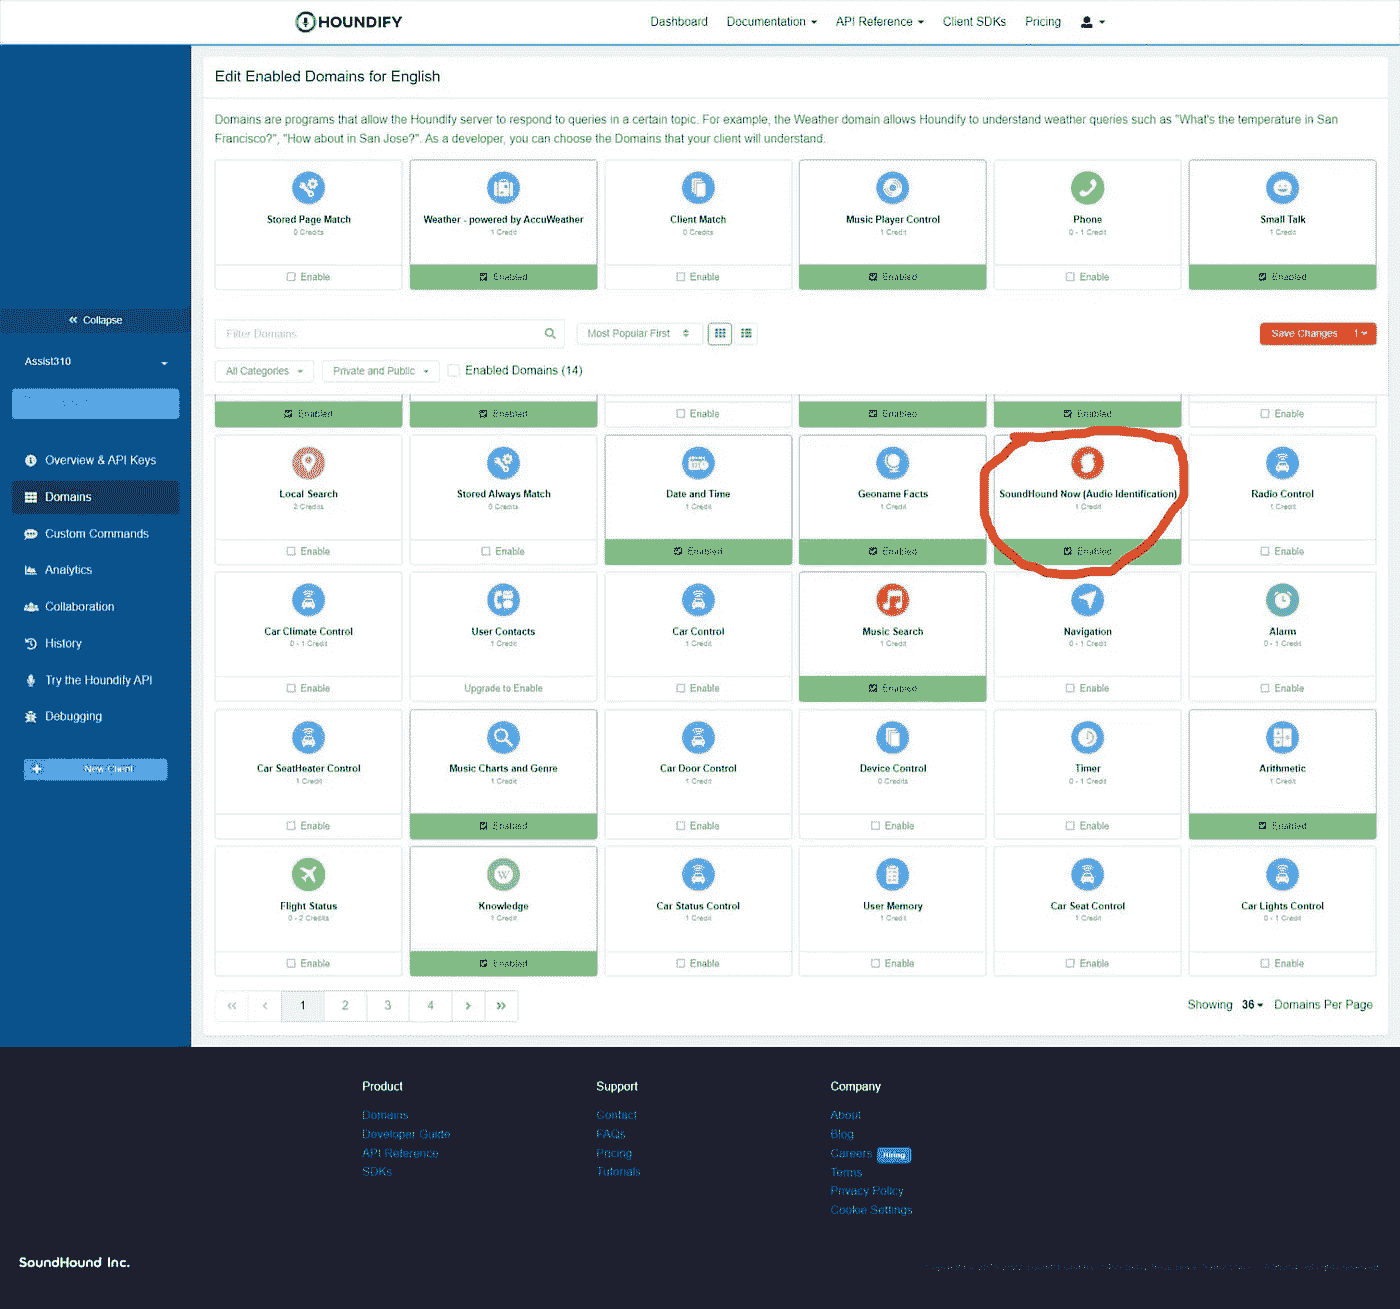 HOUNDIFY
Dashboard Documentation API Reference Client SDKs Pricing
Edit Enabled Domains for English
Domains are programs that allow the Houndify server to respond to queries in a certain topic. For example, the Weather domain allows Houndify to understand weather queries such as "What's the temperature in San
Francisco?", "How about in San Jose?". As a developer, you can choose the Domains that your client will understand.
Stored Page Match Weather - powered by AccuWeather Client Match Music Player Control Phone Small Talk
0 Credits 1 Credit 0 Credits 1 Credit 0 - 1 Credit 1 Credit
Enable Enabled Enable Enabled Enable Enabled
Collapse
Assist310
Overview & API Keys
Domains
Custom Commands
Analytics
Collaboration
History
Try the Houndify API
Debugging
New Client
Filter Domains Most Popular First Save Changes 1
All Categories Private and Public Enabled Domains (14)
Enabled Enabled Enable Enabled Enabled Enable
Local Search Stored Always Match Date and Time Geoname Facts SoundHound Now (Audio Identification) Radio Control
2 Credits 0 Credits 1 Credit 1 Credit 1 Credit 1 Credit
Enable Enable Enabled Enabled Enabled Enable
Car Climate Control User Contacts Car Control Music Search Navigation Alarm
0 - 1 Credit 1 Credit 1 Credit 1 Credit 0 - 1 Credit 0 - 1 Credit
Enable Upgrade to Enable Enable Enabled Enable Enable
Car SeatHeater Control Music Charts and Genre Car Door Control Device Control Timer Arithmetic
1 Credit 1 Credit 1 Credit 0 Credits 0 - 1 Credit 1 Credit
Enable Enabled Enable Enable Enable Enabled
Flight Status Knowledge Car Status Control User Memory Car Seat Control Car Lights Control
0 - 2 Credits 1 Credit 1 Credit 1 Credit 1 Credit 0 - 1 Credit
Enable Enabled Enable Enable Enable Enable
« ‹ 1 2 3 4 › »
Showing 36 Domains Per Page
Product
Domains
Developer Guide
API Reference
SDKs
Support
Contact
FAQs
Pricing
Tutorials
Company
About
Blog
Careers Hiring
Terms
Privacy Policy
Cookie Settings
SoundHound Inc.